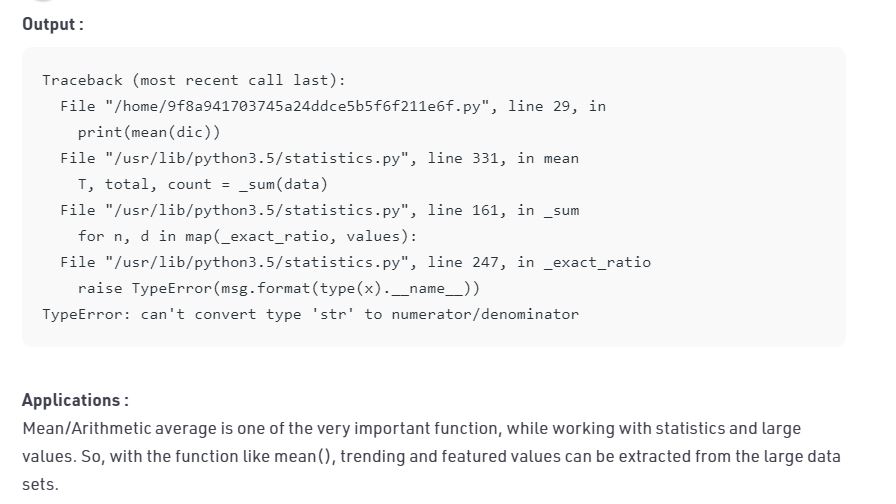 Output :
Traceback (most recent call last):
File "/home/9f8a941703745a24ddce5b5f6f211e6f.py", line 29, in
print(mean(dic))
File "/usr/lib/python3.5/statistics.py", line 331, in mean
T, total, count = _sum(data)
File "/usr/lib/python3.5/statistics.py", line 161, in _sum
for n, d in map(_exact_ratio, values):
File "/usr/lib/python3.5/statistics.py", line 247, in _exact_ratio
raise TypeError(msg.format(type(x).__name__))
TypeError: can't convert type 'str' to numerator/denominator
Applications :
Mean/Arithmetic average is one of the very important function, while working with statistics and large
values. So, with the function like mean(), trending and featured values can be extracted from the large data
sets.